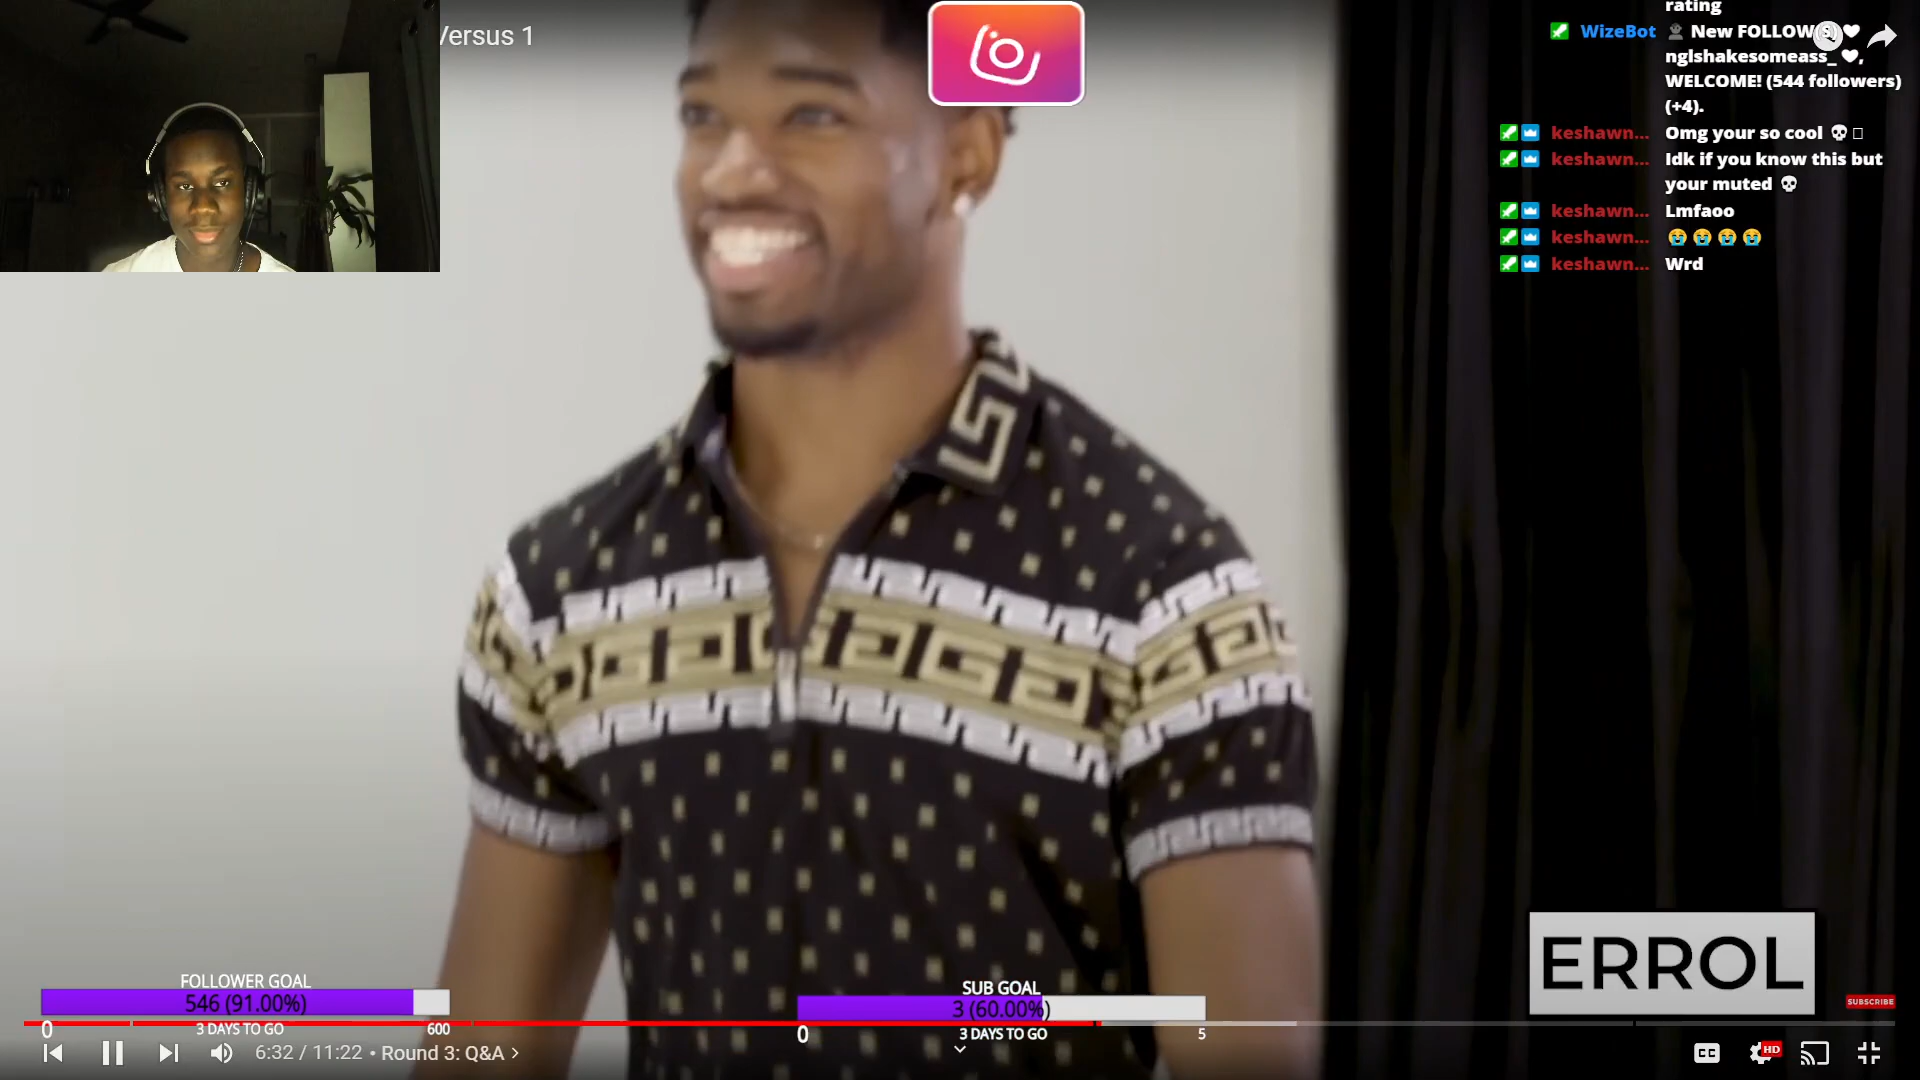 Versus 1
rating
WizeBot New FOLLOW(S)
nglshakesomeass_ ,
WELCOME! (544 followers)
(+4).
keshawn... Omg your so cool 💀
keshawn... Idk if you know this but
your muted 💀
keshawn... Lmfaoo
keshawn... 😭😭😭😭
keshawn... Wrd
ERROL
SUBSCRIBE
FOLLOWER GOAL
546 (91.00%)
0 3 DAYS TO GO 600
SUB GOAL
3 (60.00%)
0 3 DAYS TO GO 5
6:32 / 11:22 • Round 3: Q&A >
CC
HD